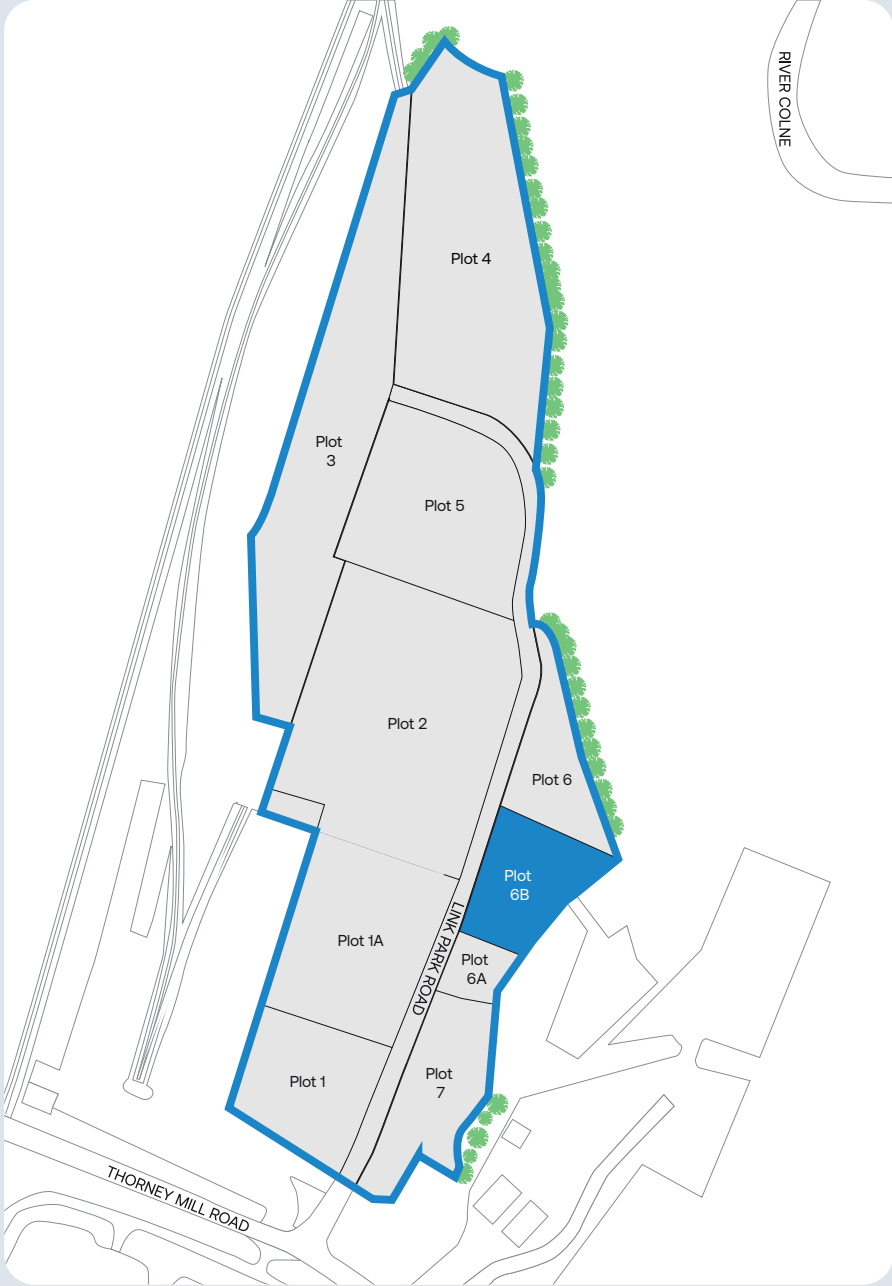 RIVER COLNE
Plot 4
Plot
3
Plot 5
Plot 2
Plot 6
Plot
6B
LINK PARK ROAD
Plot 1A
Plot
6A
Plot 1
Plot
7
THORNEY MILL ROAD